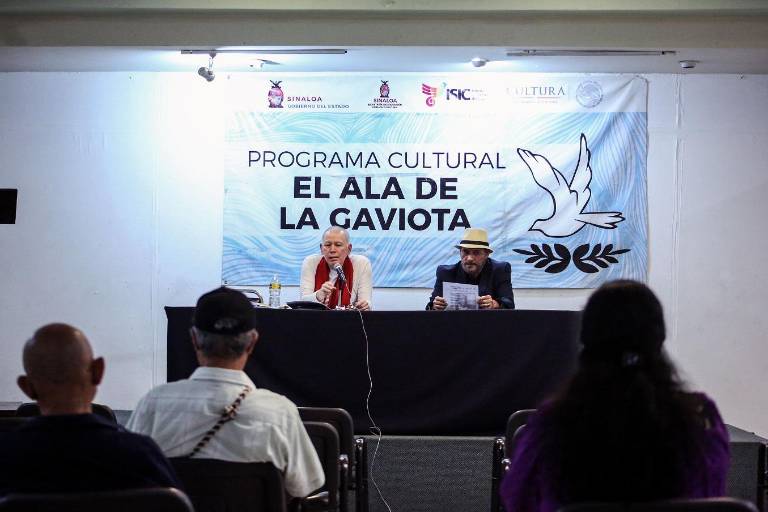 SINALOA
GOBIERNO DEL ESTADO
SINALOA
ISIC
CULTURA
PROGRAMA CULTURAL
EL ALA DE
LA GAVIOTA